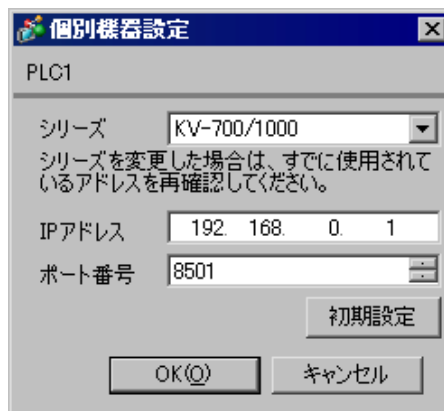 個別機器設定
PLC1
シリーズ KV-700/1000
シリーズを変更した場合は、すでに使用されて
いるアドレスを再確認してください。
IPアドレス 192. 168. 0. 1
ポート番号 8501
初期設定
OK(O) キャンセル